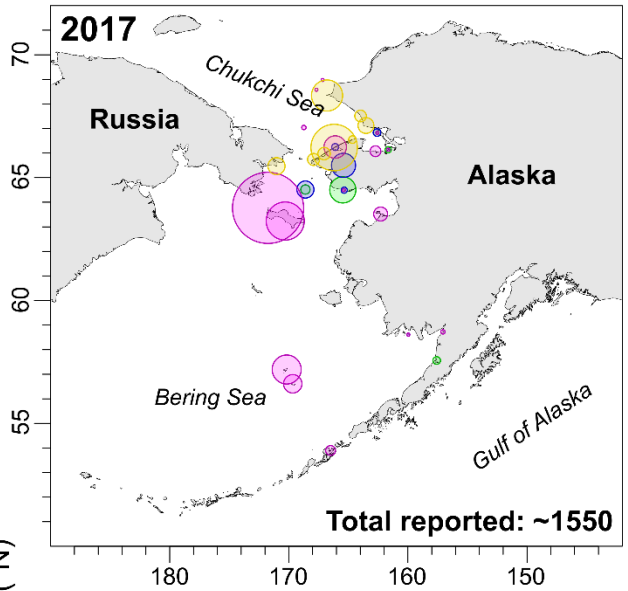 2017
Chukchi Sea
Russia
Alaska
Bering Sea
Gulf of Alaska
Total reported: ~1550
70
65
60
55
180
170
160
150